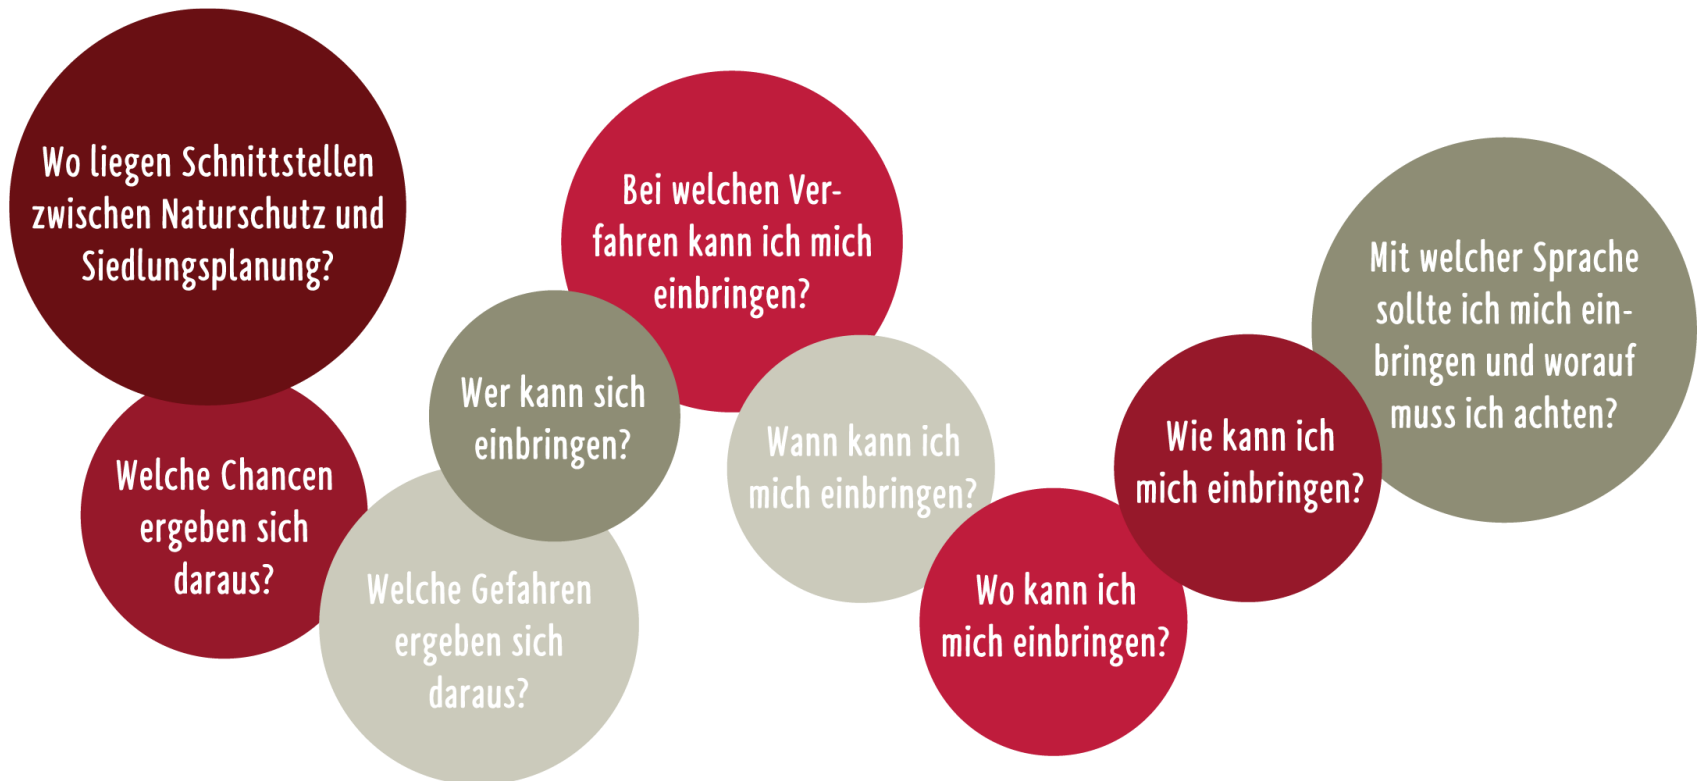 Wo liegen Schnittstellen
zwischen Naturschutz und
Siedlungsplanung?
Welche Chancen
ergeben sich
daraus?
Welche Gefahren
ergeben sich
daraus?
Wer kann sich
einbringen?
Bei welchen Ver-
fahren kann ich mich
einbringen?
Wann kann ich
mich einbringen?
Wo kann ich
mich einbringen?
Wie kann ich
mich einbringen?
Mit welcher Sprache
sollte ich mich ein-
bringen und worauf
muss ich achten?